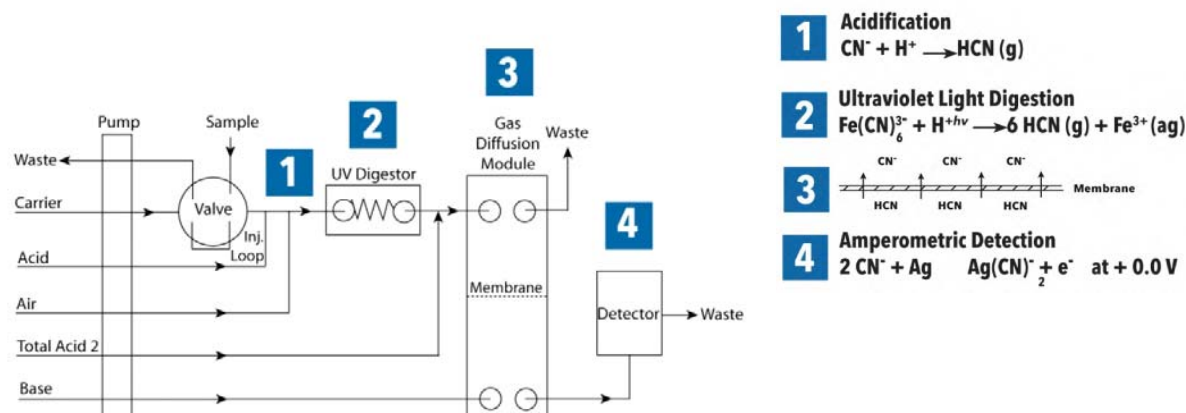 Pump
Sample
Waste
Carrier
Valve
Inj.
Loop
Acid
Air
Total Acid 2
Base
1
2
UV Digestor
3
Gas
Diffusion
Module
Waste
Membrane
4
Detector
Waste
1 Acidification
CN⁻ + H⁺ → HCN (g)
2 Ultraviolet Light Digestion
Fe(CN)₆³⁻ + H⁺ʰᵛ → 6 HCN (g) + Fe³⁺ (ag)
3
CN⁻ CN⁻ CN⁻
Membrane
HCN HCN HCN
4 Amperometric Detection
2 CN⁻ + Ag Ag(CN)₂⁻ + e⁻ at + 0.0 V